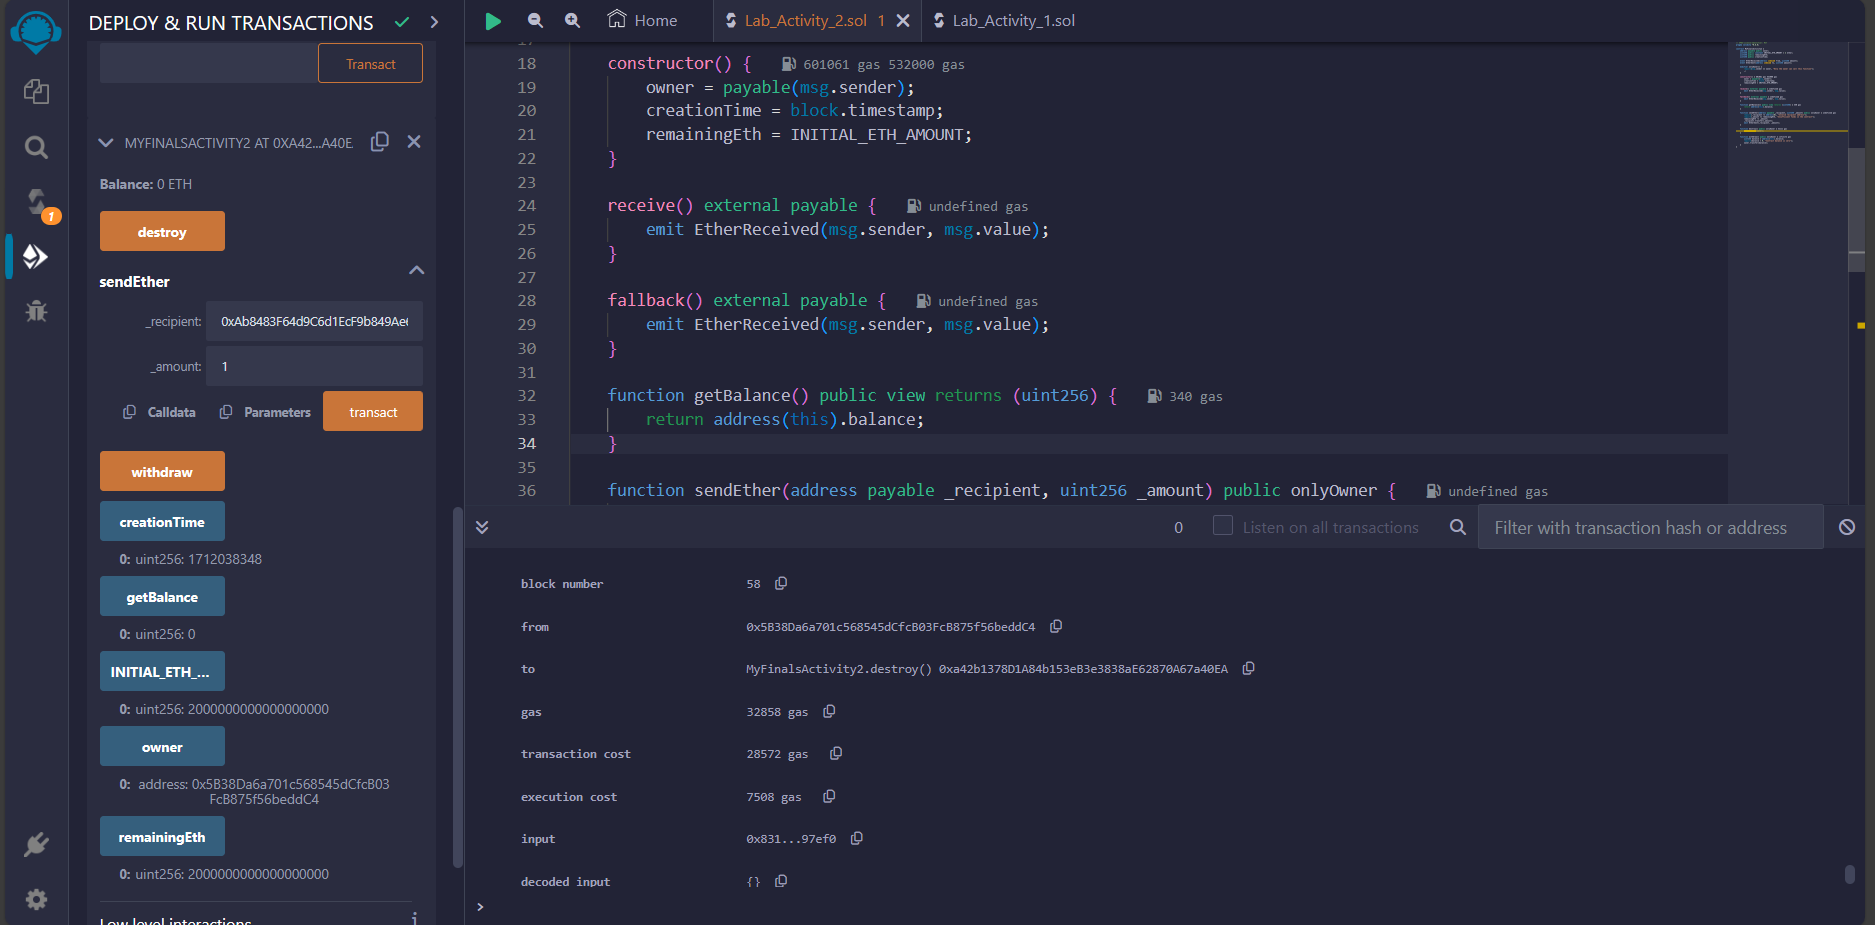 DEPLOY & RUN TRANSACTIONS
Transact
MYFINALSACTIVITY2 AT 0XA42...A40E
Balance: 0 ETH
destroy
sendEther
_recipient: 0xAb8483F64d9C6d1EcF9b849Ae
_amount: 1
Calldata Parameters transact
withdraw
creationTime
0: uint256: 1712038348
getBalance
0: uint256: 0
INITIAL_ETH_...
0: uint256: 2000000000000000000
owner
0: address: 0x5B38Da6a701c568545dCfcB03
FcB875f56beddC4
remainingEth
0: uint256: 2000000000000000000
Low level interactions i
1
Home
Lab_Activity_2.sol 1
Lab_Activity_1.sol
17
18 constructor() { 601061 gas 532000 gas
19 owner = payable(msg.sender);
20 creationTime = block.timestamp;
21 remainingEth = INITIAL_ETH_AMOUNT;
22 }
23
24 receive() external payable { undefined gas
25 emit EtherReceived(msg.sender, msg.value);
26 }
27
28 fallback() external payable { undefined gas
29 emit EtherReceived(msg.sender, msg.value);
30 }
31
32 function getBalance() public view returns (uint256) { 340 gas
33 return address(this).balance;
34 }
35
36 function sendEther(address payable _recipient, uint256 _amount) public onlyOwner { undefined gas
0 Listen on all transactions Filter with transaction hash or address
block number 58
from 0x5B38Da6a701c568545dCfcB03FcB875f56beddC4
to MyFinalsActivity2.destroy() 0xa42b1378D1A84b153eB3e3838aE62870A67a40EA
gas 32858 gas
transaction cost 28572 gas
execution cost 7508 gas
input 0x831...97ef0
decoded input {}
>